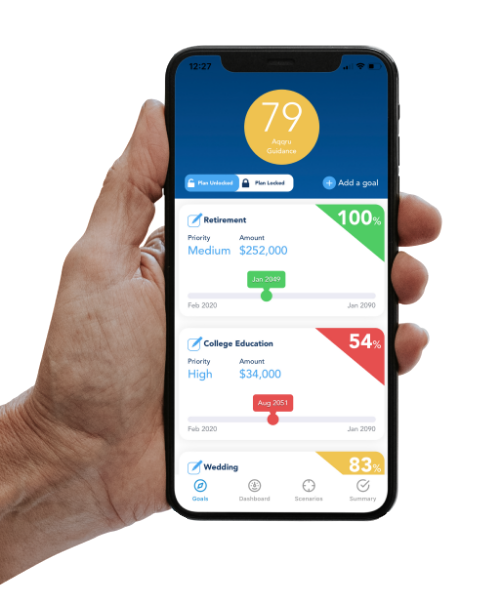 12:27
79
Guidance
Plan Unlocked
Plan Locked
Add a goal
Retirement
100%
Priority
Amount
Medium
$252,000
Jan 2049
Feb 2020
Jan 2090
College Education
54%
Priority
Amount
High
$34,000
Aug 2051
Feb 2020
Jan 2090
Wedding
83%
Goals
Dashboard
Scenarios
Summary